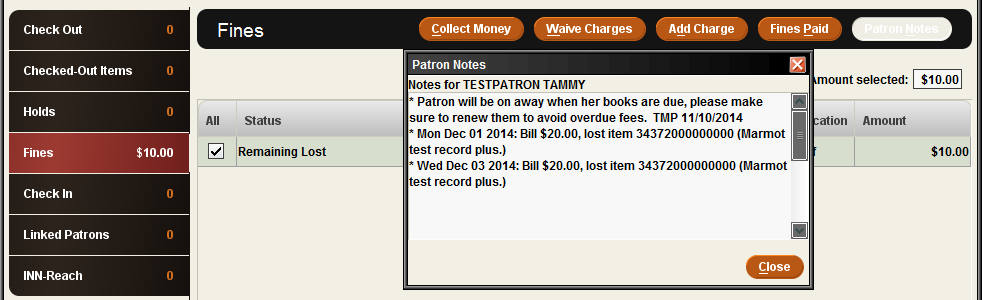 Check Out 0
Checked-Out Items 0
Holds 0
Fines $10.00
Check In 0
Linked Patrons 0
INN-Reach 0
Fines
Collect Money Waive Charges Add Charge Fines Paid Patron Notes
Amount selected: $10.00
All Status cation Amount
Remaining Lost f $10.00
Patron Notes
Notes for TESTPATRON TAMMY
* Patron will be on away when her books are due, please make
sure to renew them to avoid overdue fees. TMP 11/10/2014
* Mon Dec 01 2014: Bill $20.00, lost item 34372000000000 (Marmot
test record plus.)
* Wed Dec 03 2014: Bill $20.00, lost item 34372000000000 (Marmot
test record plus.)
Close